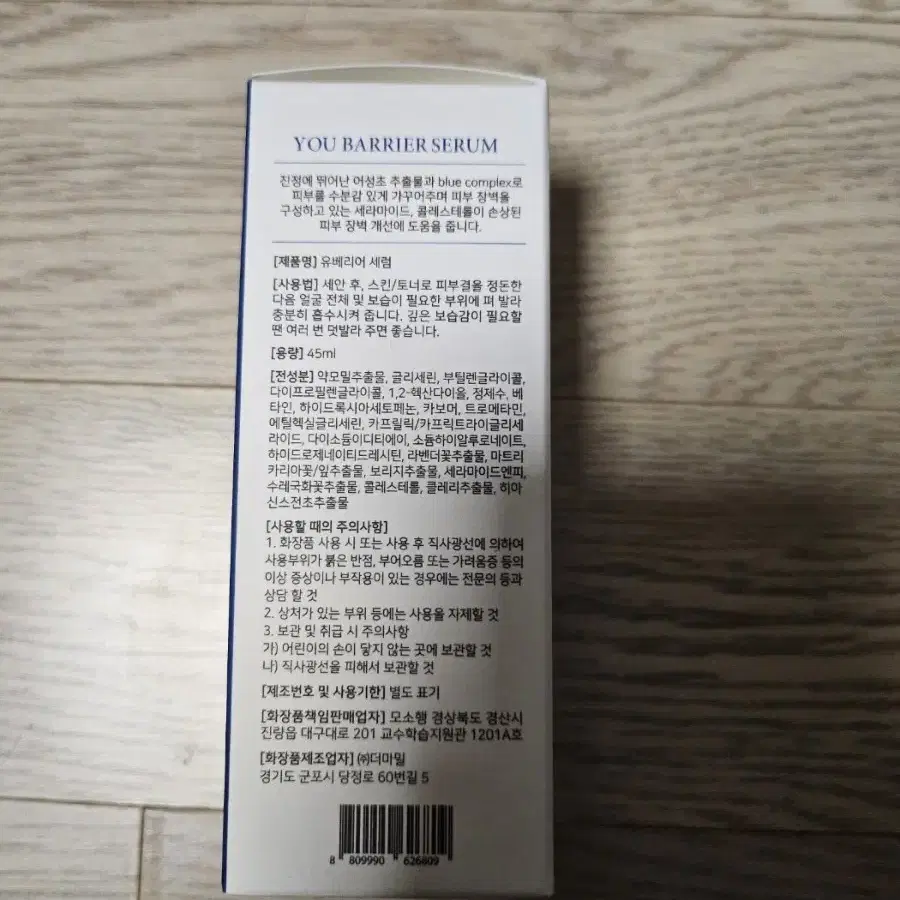 YOU BARRIER SERUM
진정에 뛰어난 어성초 추출물과 blue complex로
피부를 수분감 있게 가꾸어주며 피부 장벽을
구성하고 있는 세라마이드, 콜레스테롤이 손상된
피부 장벽 개선에 도움을 줍니다.
[제품명] 유베리어 세럼
[사용법] 세안 후, 스킨/토너로 피부결을 정돈한
다음 얼굴 전체 및 보습이 필요한 부위에 펴 발라
충분히 흡수시켜 줍니다. 깊은 보습감이 필요할
땐 여러 번 덧발라 주면 좋습니다.
[용량] 45ml
[전성분] 약모밀추출물, 글리세린, 부틸렌글라이콜,
다이프로필렌글라이콜, 1,2-헥산다이올, 정제수, 베
타인, 하이드록시아세토페논, 카보머, 트로메타민,
에틸헥실글리세린, 카프릴릭/카프릭트라이글리세
라이드, 다이소듐이디티에이, 소듐하이알루로네이트,
하이드로제네이티드레시틴, 라벤더꽃추출물, 마트리
카리아꽃/잎추출물, 보리지추출물, 세라마이드엔피,
수레국화꽃추출물, 콜레스테롤, 클레리추출물, 히아
신스전초추출물
[사용할 때의 주의사항]
1. 화장품 사용 시 또는 사용 후 직사광선에 의하여
사용부위가 붉은 반점, 부어오름 또는 가려움증 등의
이상 증상이나 부작용이 있는 경우에는 전문의 등과
상담 할 것
2. 상처가 있는 부위 등에는 사용을 자제할 것
3. 보관 및 취급 시 주의사항
가) 어린이의 손이 닿지 않는 곳에 보관할 것
나) 직사광선을 피해서 보관할 것
[제조번호 및 사용기한] 별도 표기
[화장품책임판매업자] 모소행 경상북도 경산시
진량읍 대구대로 201 교수학습지원관 1201A호
[화장품제조업자] ㈜더마밀
경기도 군포시 당정로 60번길 5
8 809990 626809